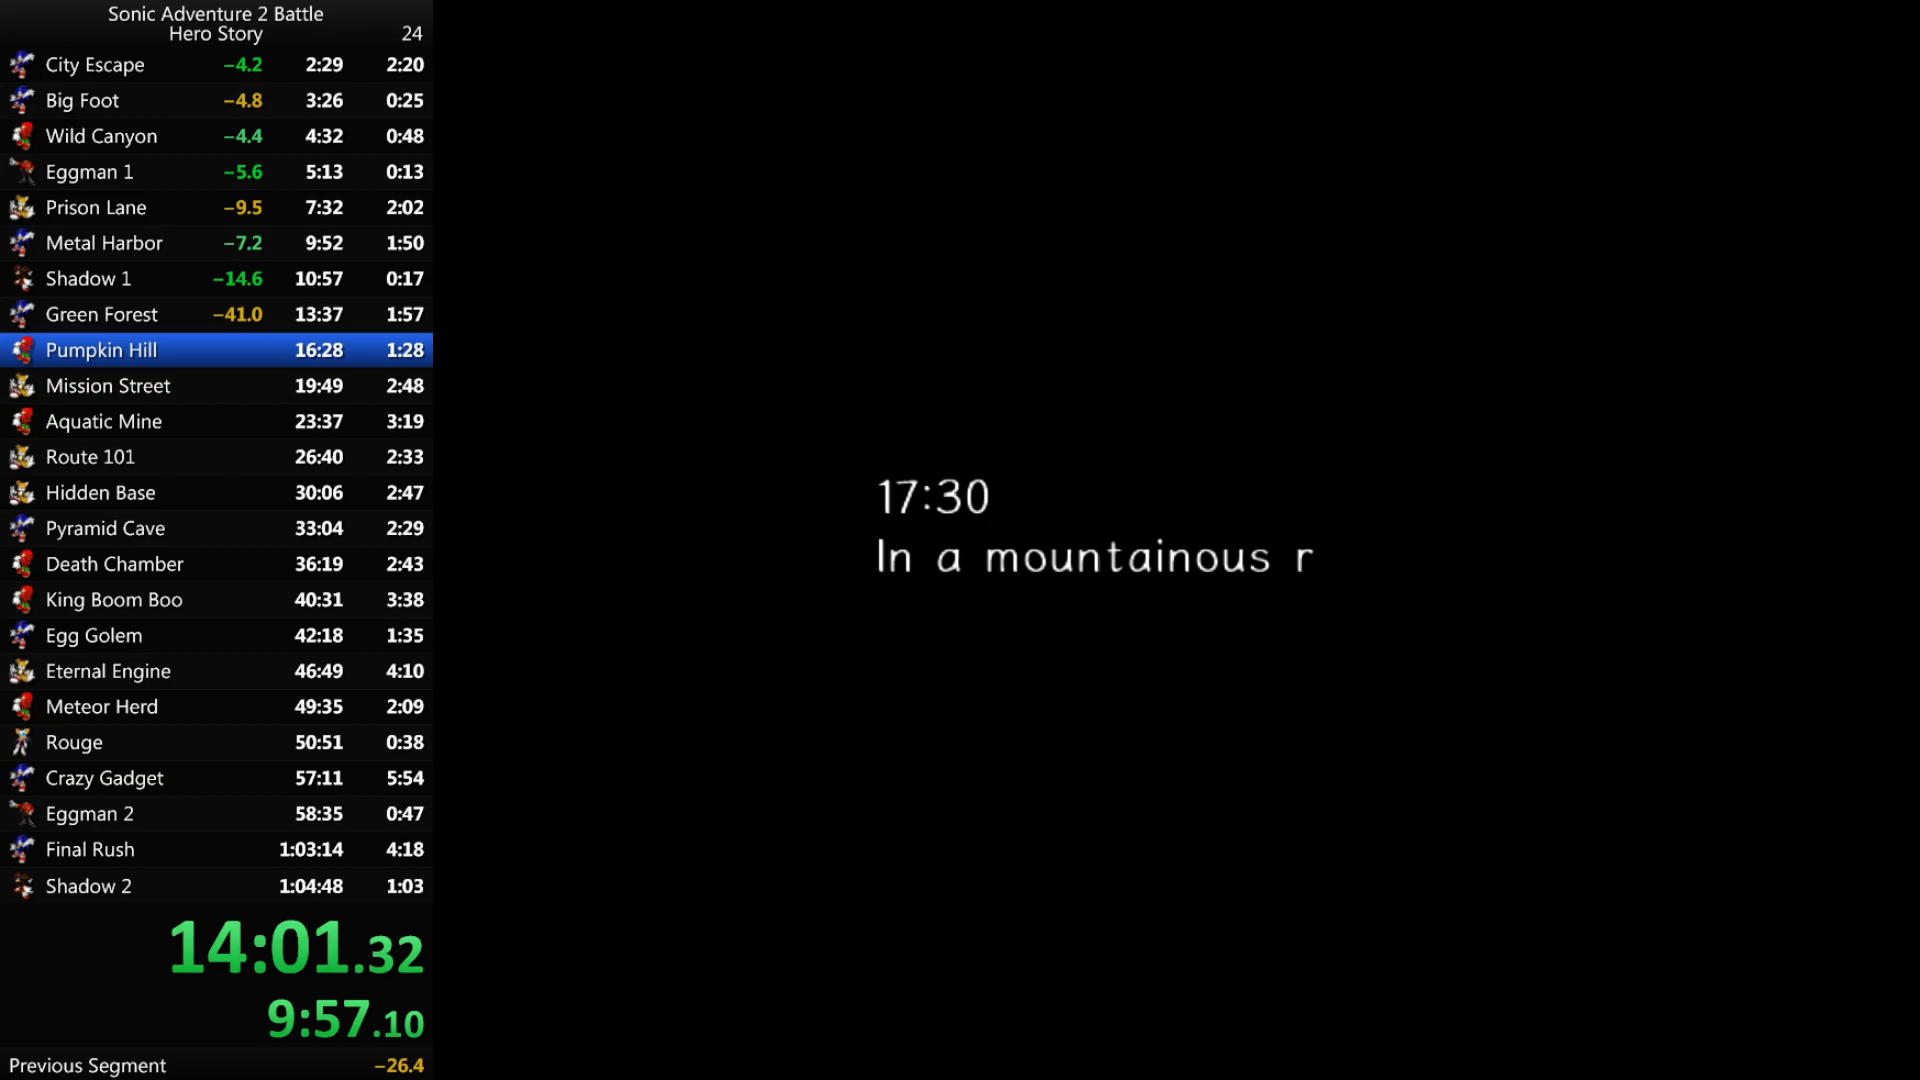 Sonic Adventure 2 Battle
Hero Story 24
City Escape −4.2 2:29 2:20
Big Foot −4.8 3:26 0:25
Wild Canyon −4.4 4:32 0:48
Eggman 1 −5.6 5:13 0:13
Prison Lane −9.5 7:32 2:02
Metal Harbor −7.2 9:52 1:50
Shadow 1 −14.6 10:57 0:17
Green Forest −41.0 13:37 1:57
Pumpkin Hill 16:28 1:28
Mission Street 19:49 2:48
Aquatic Mine 23:37 3:19
Route 101 26:40 2:33
Hidden Base 30:06 2:47
Pyramid Cave 33:04 2:29
Death Chamber 36:19 2:43
King Boom Boo 40:31 3:38
Egg Golem 42:18 1:35
Eternal Engine 46:49 4:10
Meteor Herd 49:35 2:09
Rouge 50:51 0:38
Crazy Gadget 57:11 5:54
Eggman 2 58:35 0:47
Final Rush 1:03:14 4:18
Shadow 2 1:04:48 1:03
14:01.32
9:57.10
Previous Segment −26.4
17:30
In a mountainous r